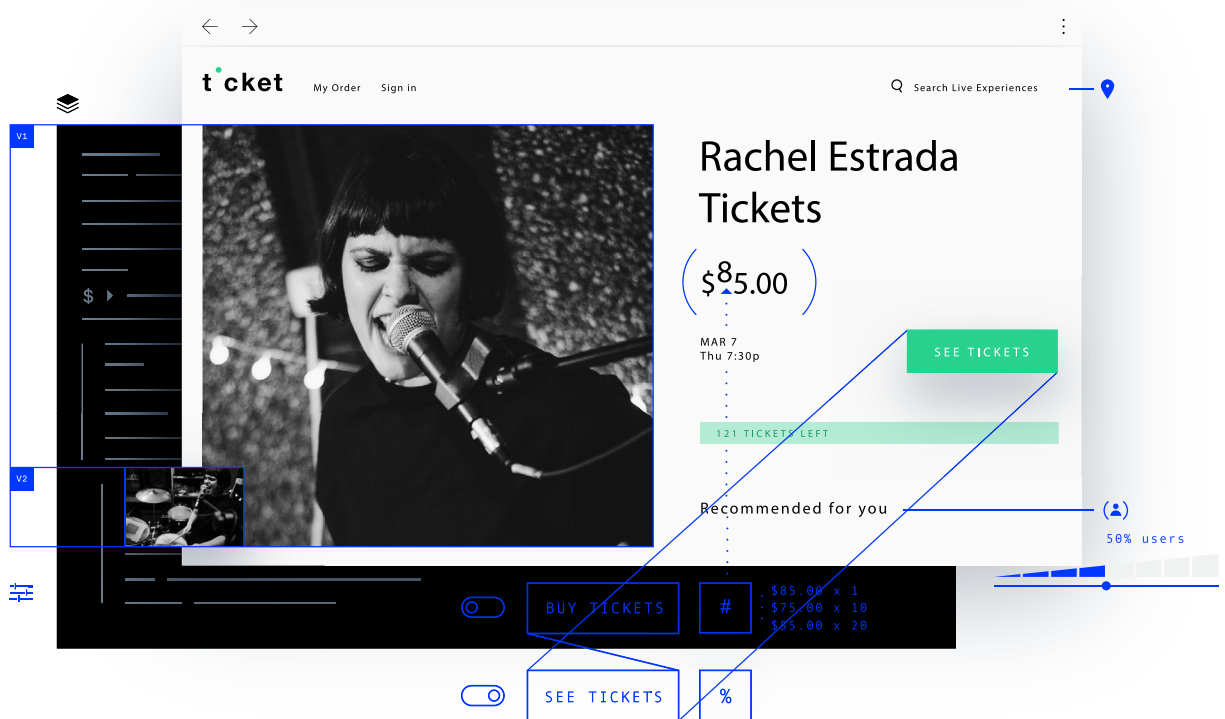 ticket
My Order
Sign in
Search Live Experiences
V1
Rachel Estrada
Tickets
$85.00
$
MAR 7
Thu 7:30p
SEE TICKETS
121 TICKETS LEFT
V2
Recommended for you
50% users
BUY TICKETS
#
$85.00 x 1
$75.00 x 10
$55.00 x 20
SEE TICKETS
%